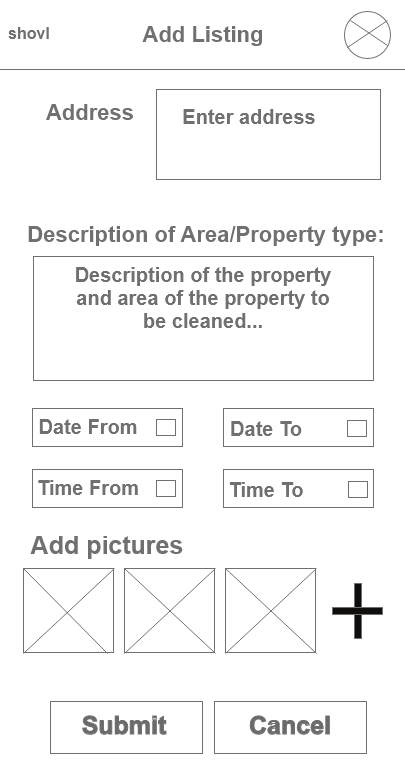 shovl
Add Listing
Address
Enter address
Description of Area/Property type:
Description of the property
and area of the property to
be cleaned...
Date From
Date To
Time From
Time To
Add pictures
Submit
Cancel